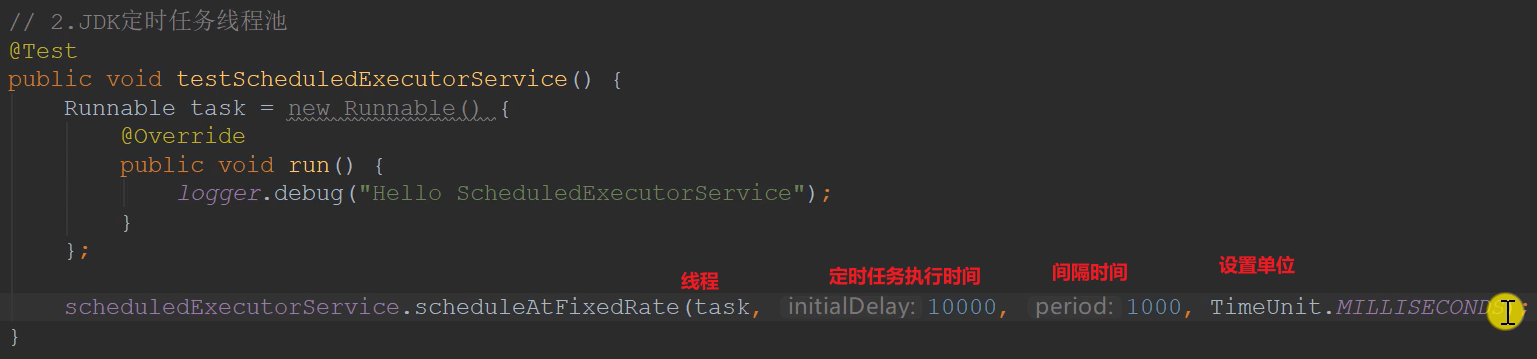 // 2.JDK定时任务线程池
@Test
public void testScheduledExecutorService() {
Runnable task = new Runnable() {
@Override
public void run() {
logger.debug("Hello ScheduledExecutorService");
}
};
线程 定时任务执行时间 间隔时间 设置单位
scheduledExecutorService.scheduleAtFixedRate(task, initialDelay: 10000, period: 1000, TimeUnit.MILLISECONDS);
}